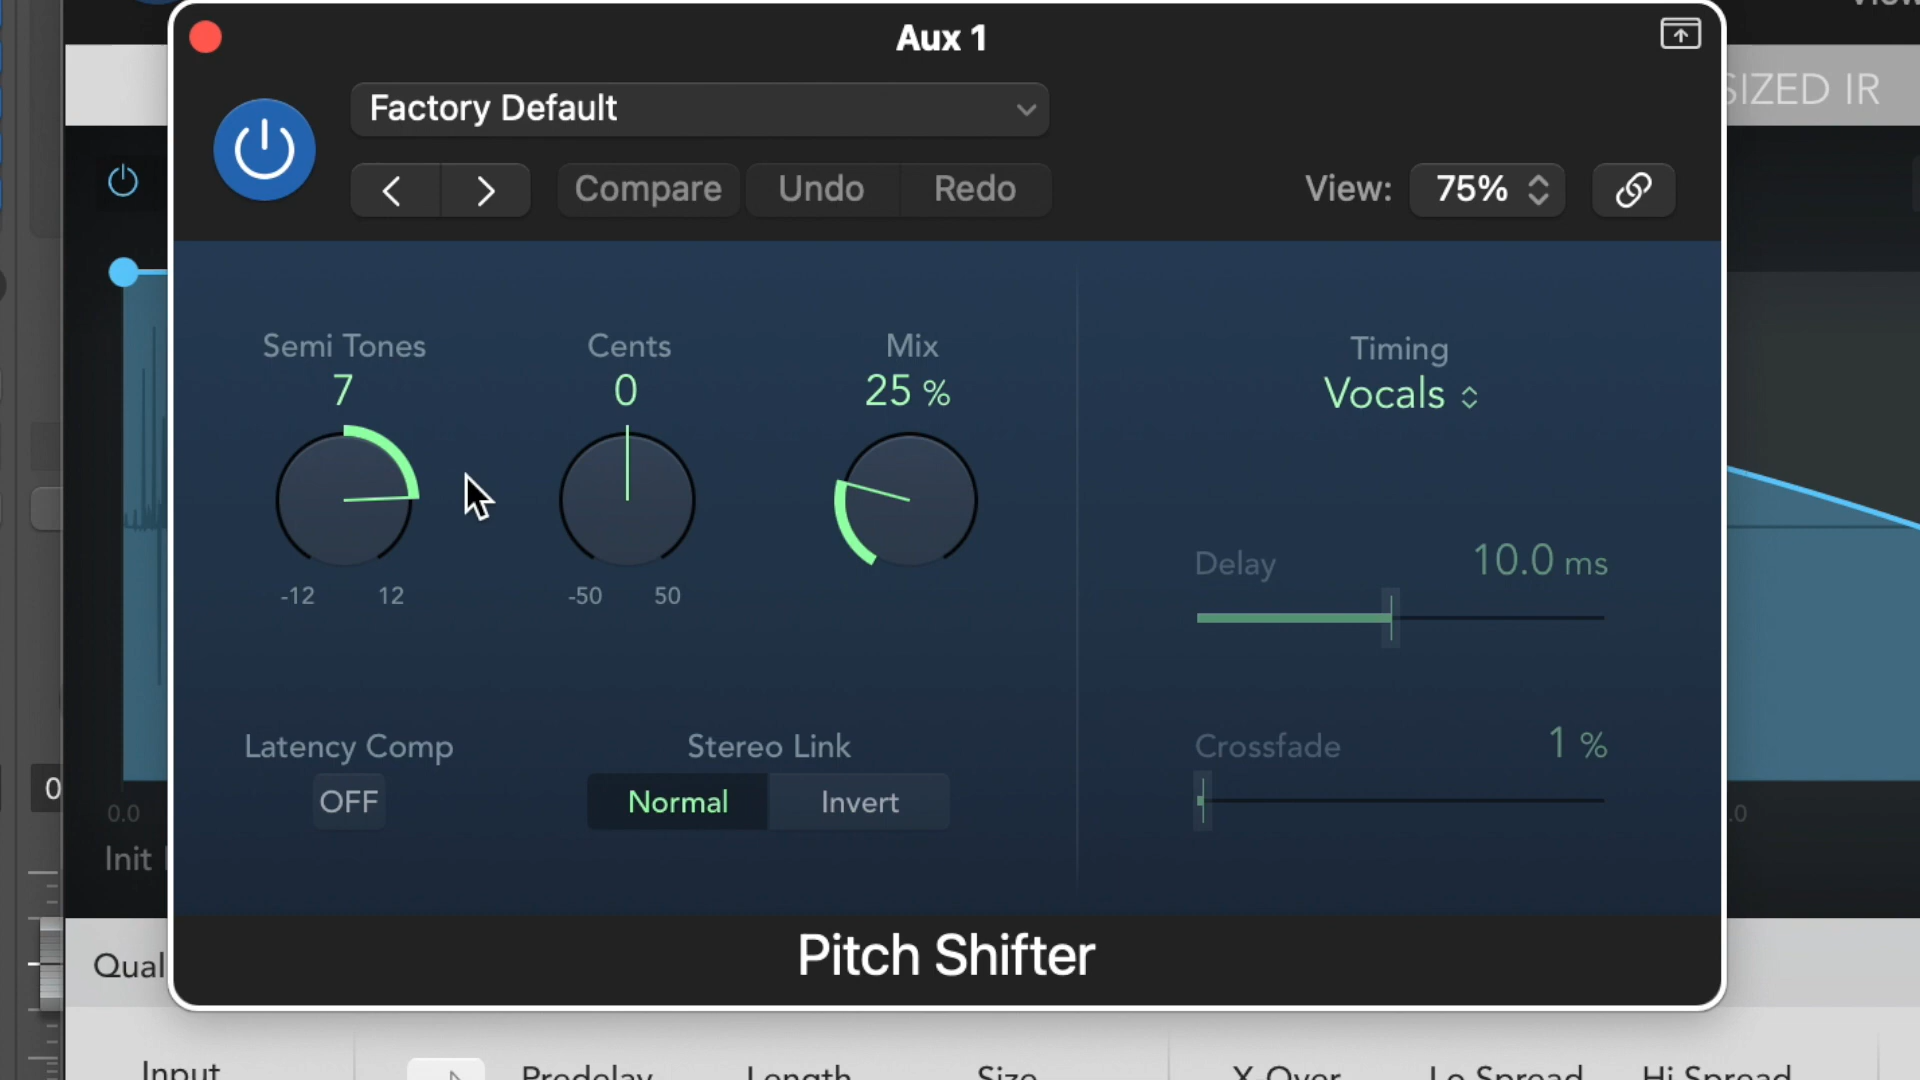 Aux 1
Factory Default
SIZED IR
Compare Undo Redo View: 75%
Semi Tones Cents Mix Timing
7 0 25 % Vocals
-12 12 -50 50
Delay 10.0 ms
Latency Comp Stereo Link Crossfade 1 %
OFF Normal Invert
0
0.0 .0
Init
Pitch Shifter
Qual
Input Predelay Length Size X-Over Lo Spread Hi Spread